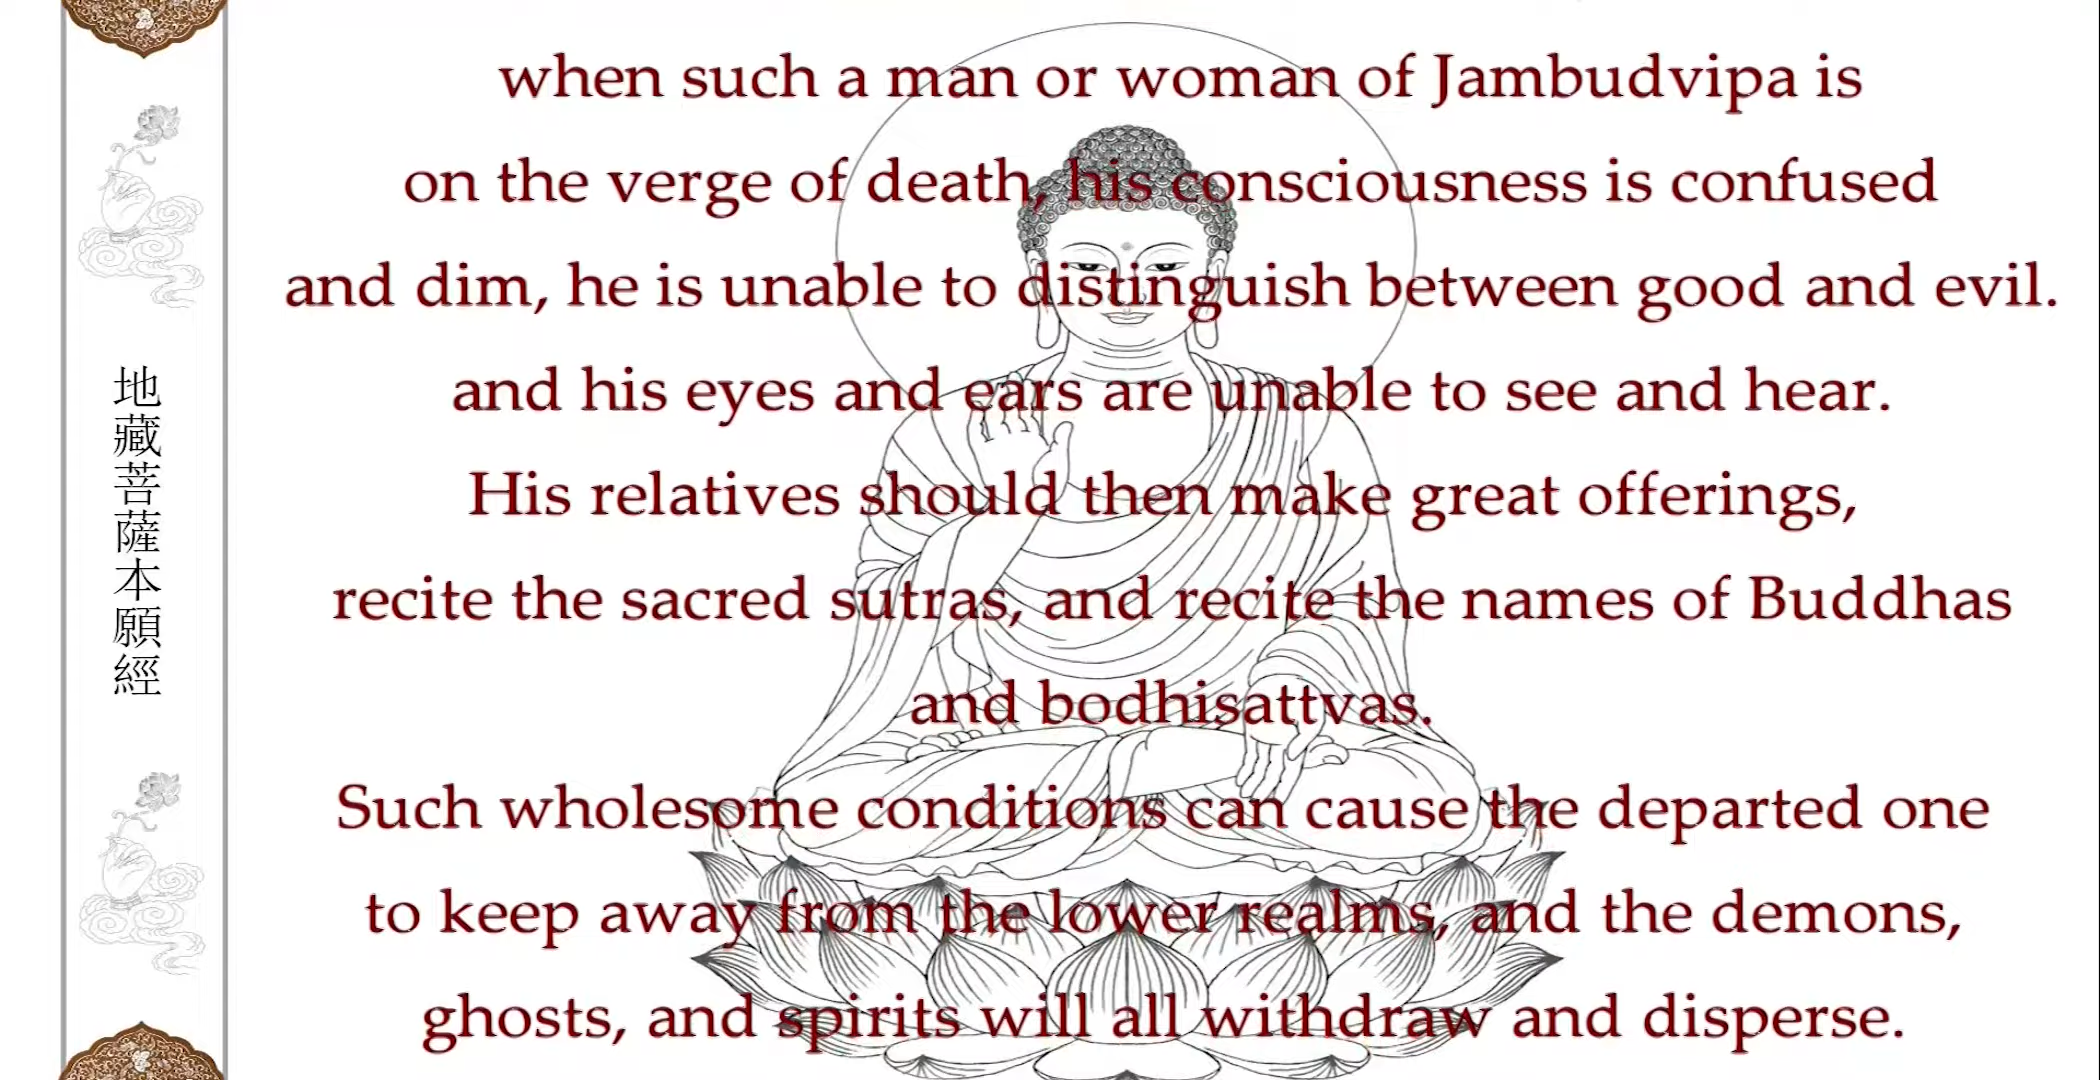 地藏菩薩本願經
when such a man or woman of Jambudvipa is
on the verge of death, his consciousness is confused
and dim, he is unable to distinguish between good and evil.
and his eyes and ears are unable to see and hear.
His relatives should then make great offerings,
recite the sacred sutras, and recite the names of Buddhas
and bodhisattvas.
Such wholesome conditions can cause the departed one
to keep away from the lower realms, and the demons,
ghosts, and spirits will all withdraw and disperse.